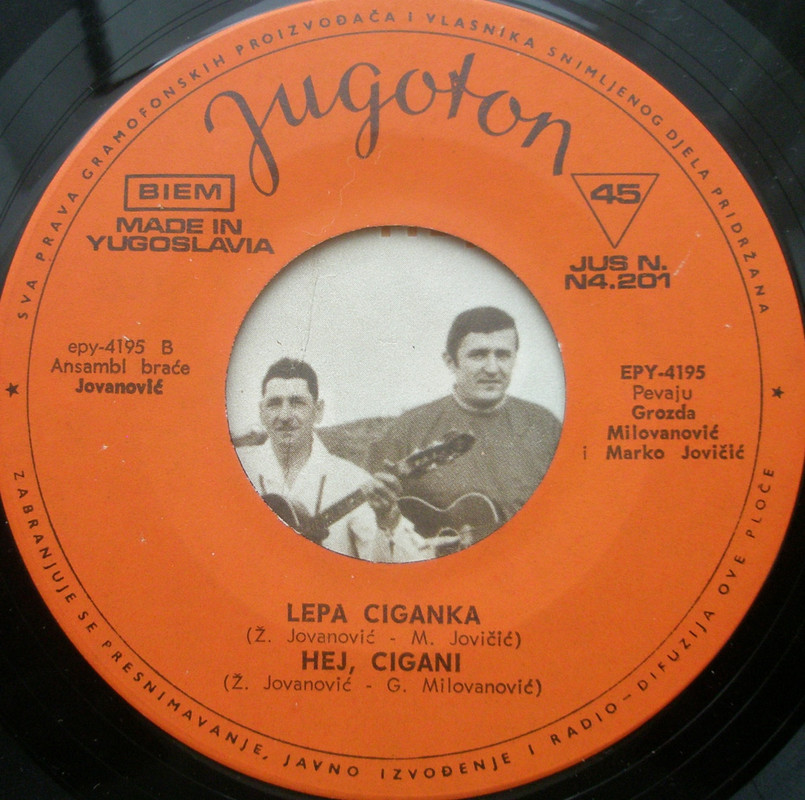 SVA PRAVA GRAMOFONSKIH PROIZVOĐAČA I VLASNIKA SNIMLJENOG DJELA PRIDRŽANA
Jugoton
BIEM
MADE IN
YUGOSLAVIA
45
JUS N.
N4.201
epy-4195 B
Ansambl braće
Jovanović
EPY-4195
Pevaju
Grozda
Milovanović
i Marko Jovičić
LEPA CIGANKA
(Ž. Jovanović - M. Jovičić)
HEJ, CIGANI
(Ž. Jovanović - G. Milovanović)
ZABRANJUJE SE PRESNIMAVANJE, JAVNO IZVOĐENJE I RADIO-DIFUZIJA OVE PLOČE